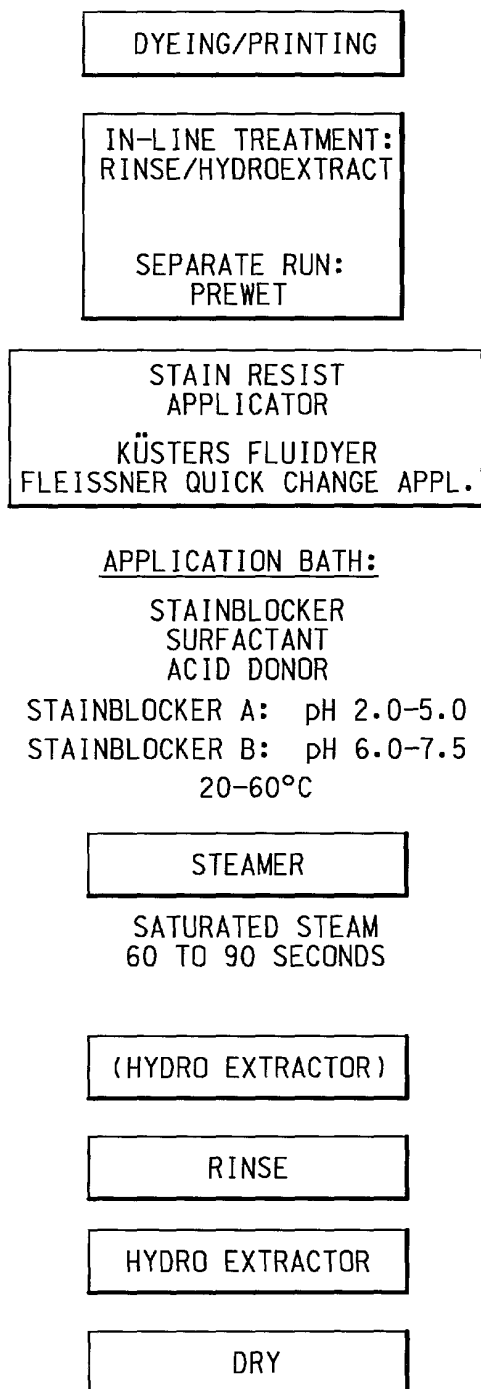 DYEING/PRINTING
IN-LINE TREATMENT:
RINSE/HYDROEXTRACT
SEPARATE RUN:
PREWET
STAIN RESIST
APPLICATOR
KÜSTERS FLUIDYER
FLEISSNER QUICK CHANGE APPL.
APPLICATION BATH:
STAINBLOCKER
SURFACTANT
ACID DONOR
STAINBLOCKER A: pH 2.0-5.0
STAINBLOCKER B: pH 6.0-7.5
20-60°C
STEAMER
SATURATED STEAM
60 TO 90 SECONDS
(HYDRO EXTRACTOR)
RINSE
HYDRO EXTRACTOR
DRY